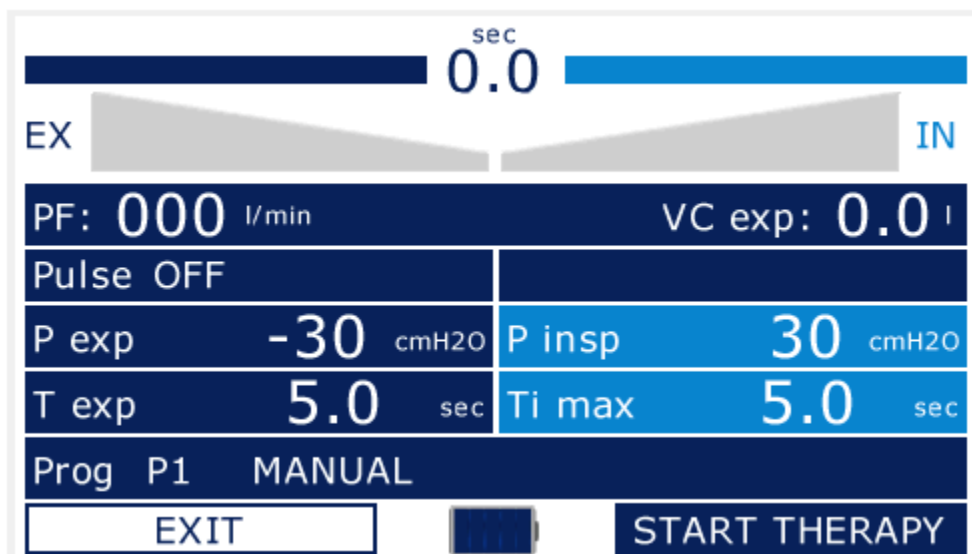 sec
0.0
EX IN
PF: 000 l/min VC exp: 0.0 l
Pulse OFF
P exp -30 cmH2O P insp 30 cmH2O
T exp 5.0 sec Ti max 5.0 sec
Prog P1 MANUAL
EXIT START THERAPY